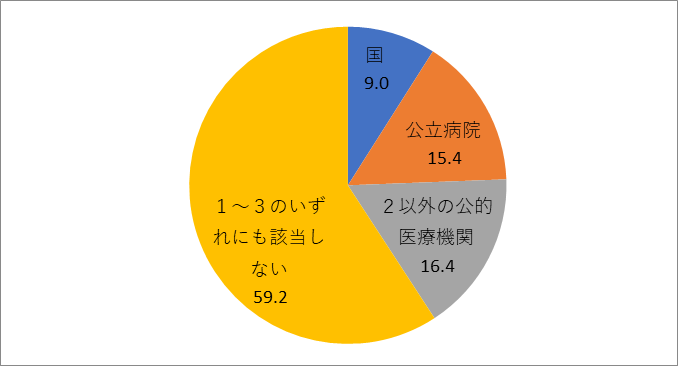 国
9.0
公立病院
15.4
２以外の公的
医療機関
16.4
１～３のいず
れにも該当し
ない
59.2